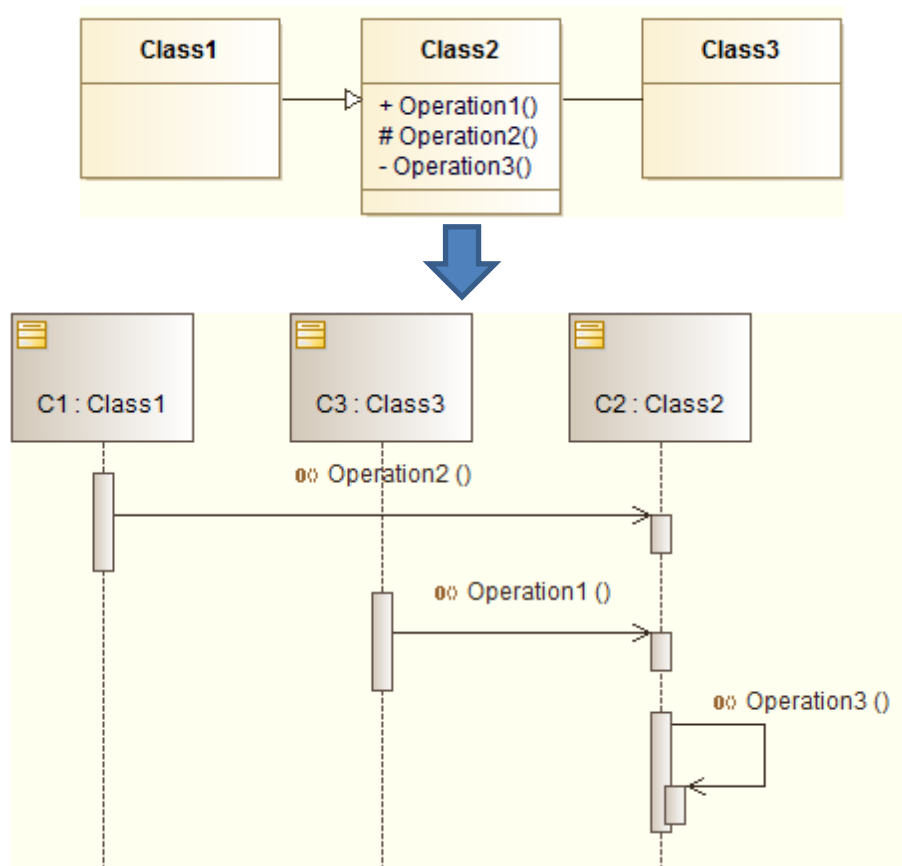 Class1
Class2
Class3
+ Operation1()
# Operation2()
- Operation3()
C1 : Class1
C3 : Class3
C2 : Class2
Operation2 ()
Operation1 ()
Operation3 ()